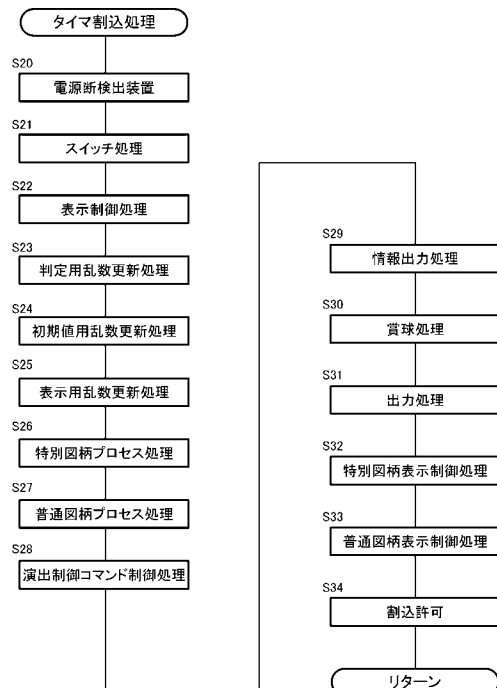 タイマ割込処理
S20
電源断検出装置
S21
スイッチ処理
S22
表示制御処理
S23
判定用乱数更新処理
S24
初期値用乱数更新処理
S25
表示用乱数更新処理
S26
特別図柄プロセス処理
S27
普通図柄プロセス処理
S28
演出制御コマンド制御処理
S29
情報出力処理
S30
賞球処理
S31
出力処理
S32
特別図柄表示制御処理
S33
普通図柄表示制御処理
S34
割込許可
リターン